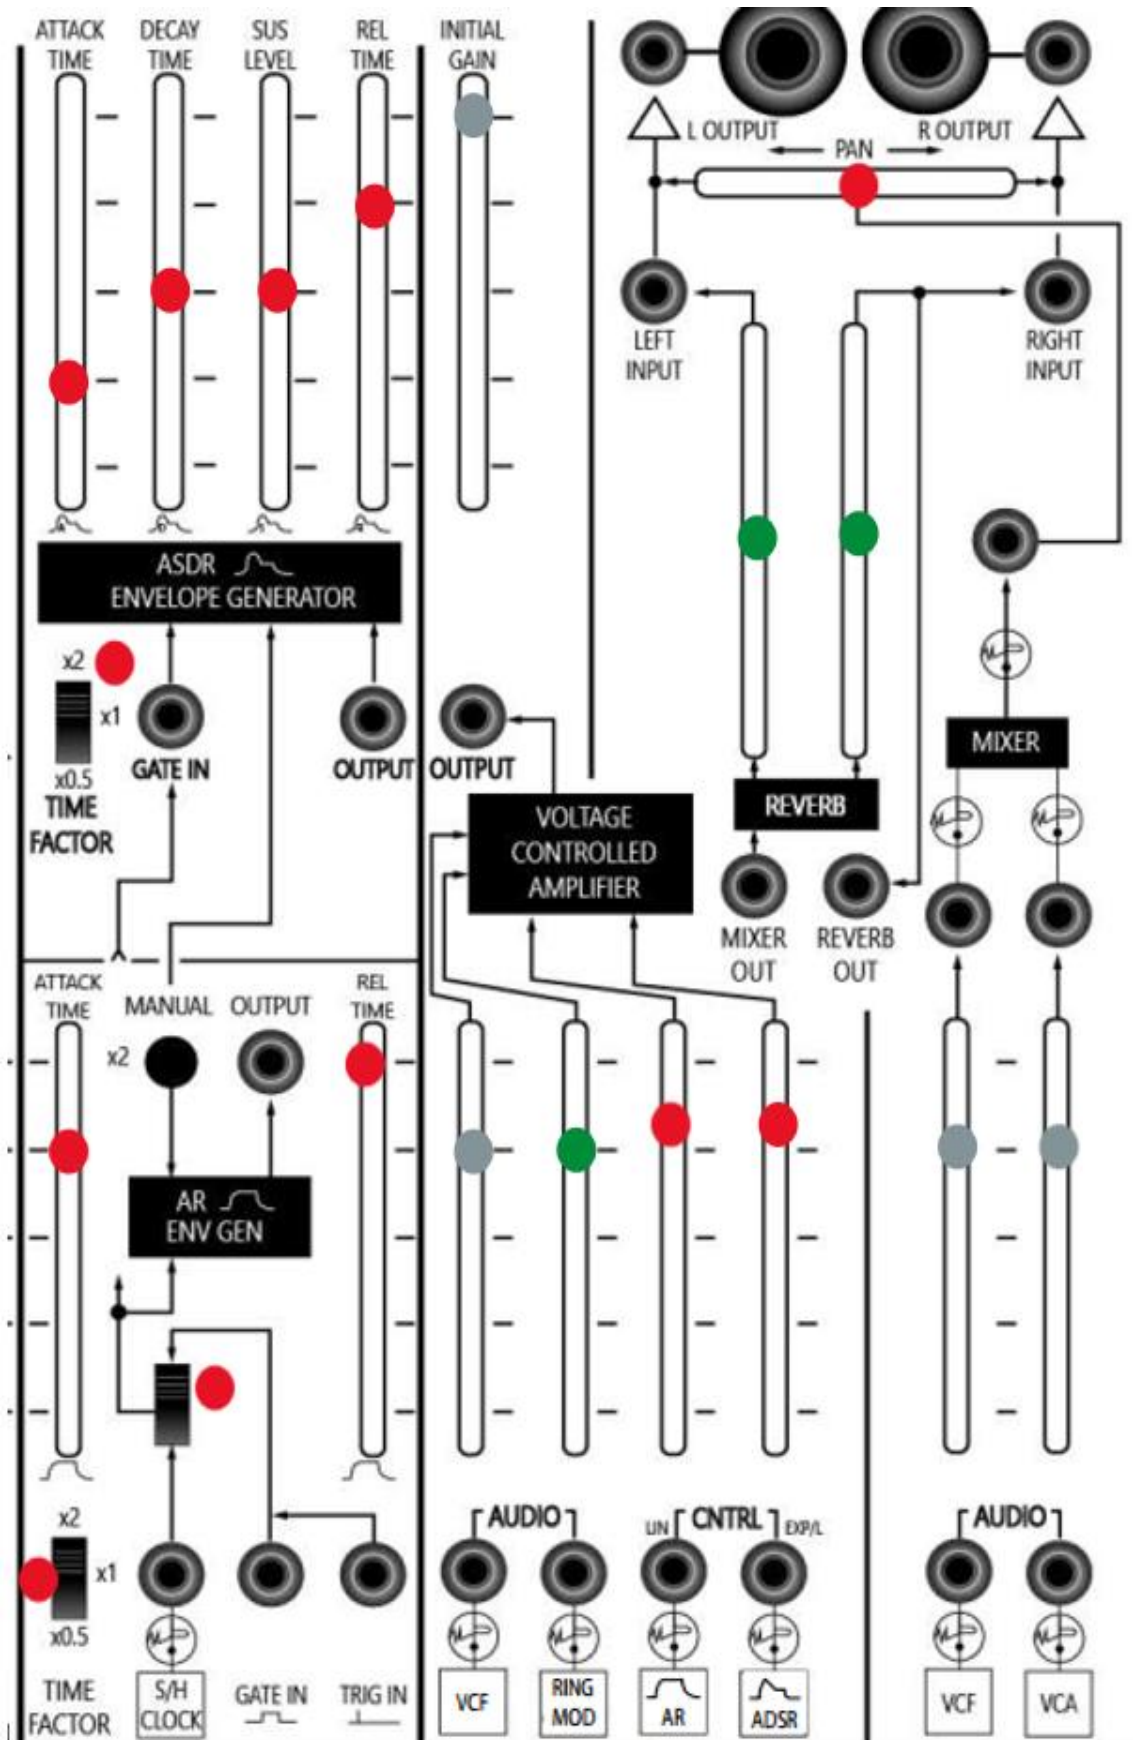 ATTACK
TIME
DECAY
TIME
SUS
LEVEL
REL
TIME
INITIAL
GAIN
L OUTPUT
R OUTPUT
PAN
LEFT
INPUT
RIGHT
INPUT
A
D
S
R
ASDR
ENVELOPE GENERATOR
x2
x1
x0.5
TIME
FACTOR
GATE IN
OUTPUT
OUTPUT
VOLTAGE
CONTROLLED
AMPLIFIER
REVERB
MIXER
OUT
REVERB
OUT
MIXER
ATTACK
TIME
MANUAL
OUTPUT
REL
TIME
x2
AR
ENV GEN
x2
x1
x0.5
TIME
FACTOR
S/H
CLOCK
GATE IN
TRIG IN
AUDIO
LIN
CNTRL
EXP/L
VCF
RING
MOD
AR
ADSR
AUDIO
VCF
VCA